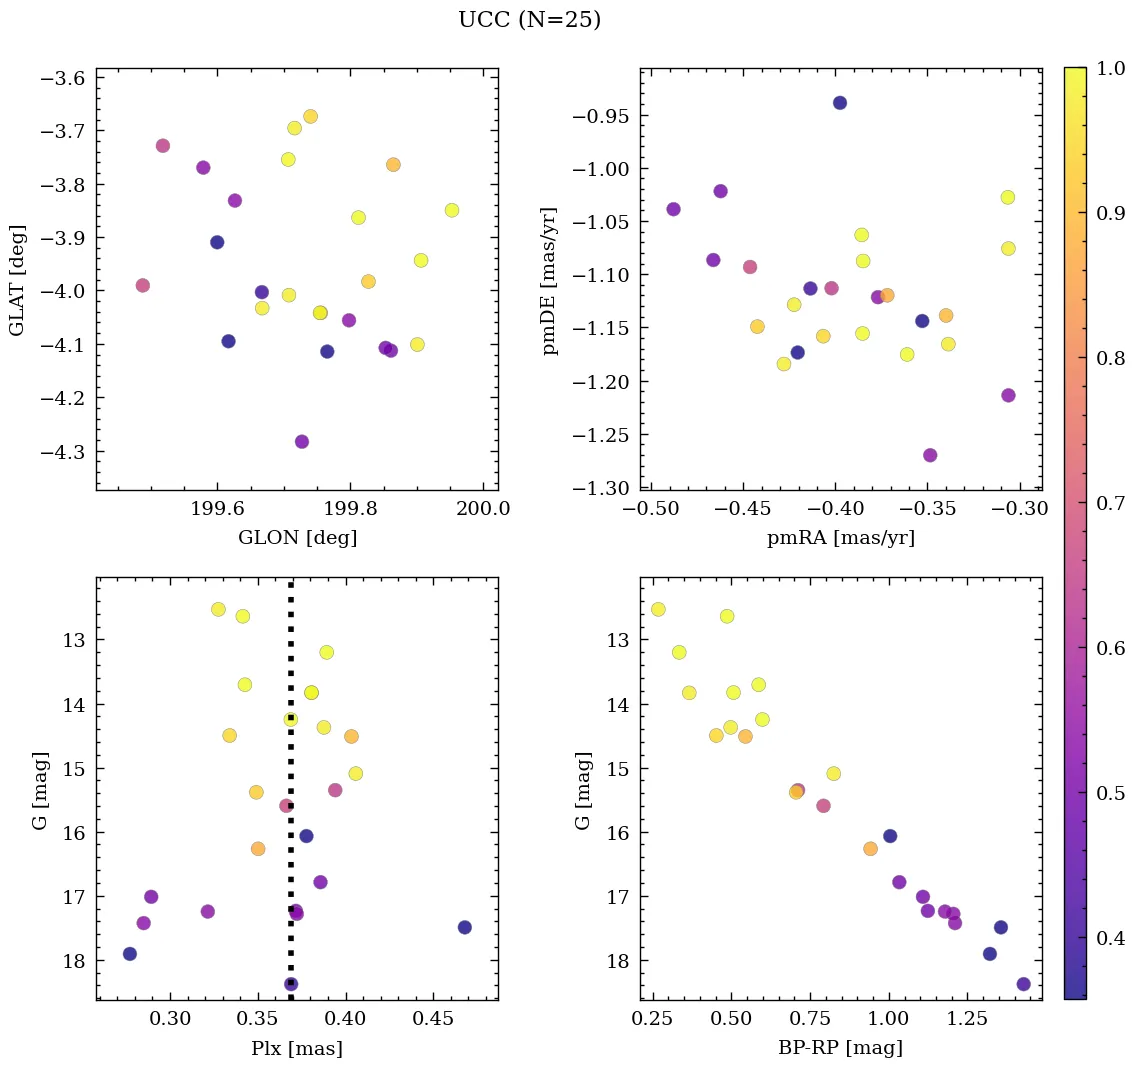 UCC (N=25)
−3.6
−3.7
−3.8
−3.9
−4.0
−4.1
−4.2
−4.3
GLAT [deg]
199.6 199.8 200.0
GLON [deg]
−0.95
−1.00
−1.05
−1.10
−1.15
−1.20
−1.25
−1.30
pmDE [mas/yr]
−0.50 −0.45 −0.40 −0.35 −0.30
pmRA [mas/yr]
13
14
15
16
17
18
G [mag]
0.30 0.35 0.40 0.45
Plx [mas]
13
14
15
16
17
18
G [mag]
0.25 0.50 0.75 1.00 1.25
BP-RP [mag]
1.0
0.9
0.8
0.7
0.6
0.5
0.4